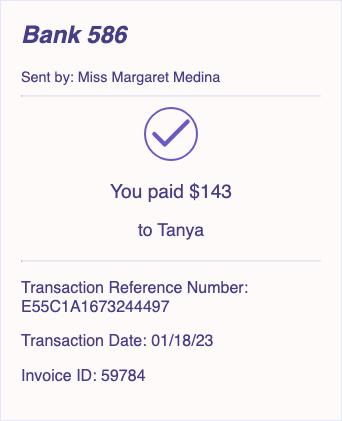 Bank 586
Sent by: Miss Margaret Medina
You paid $143
to Tanya
Transaction Reference Number:
E55C1A1673244497
Transaction Date: 01/18/23
Invoice ID: 59784